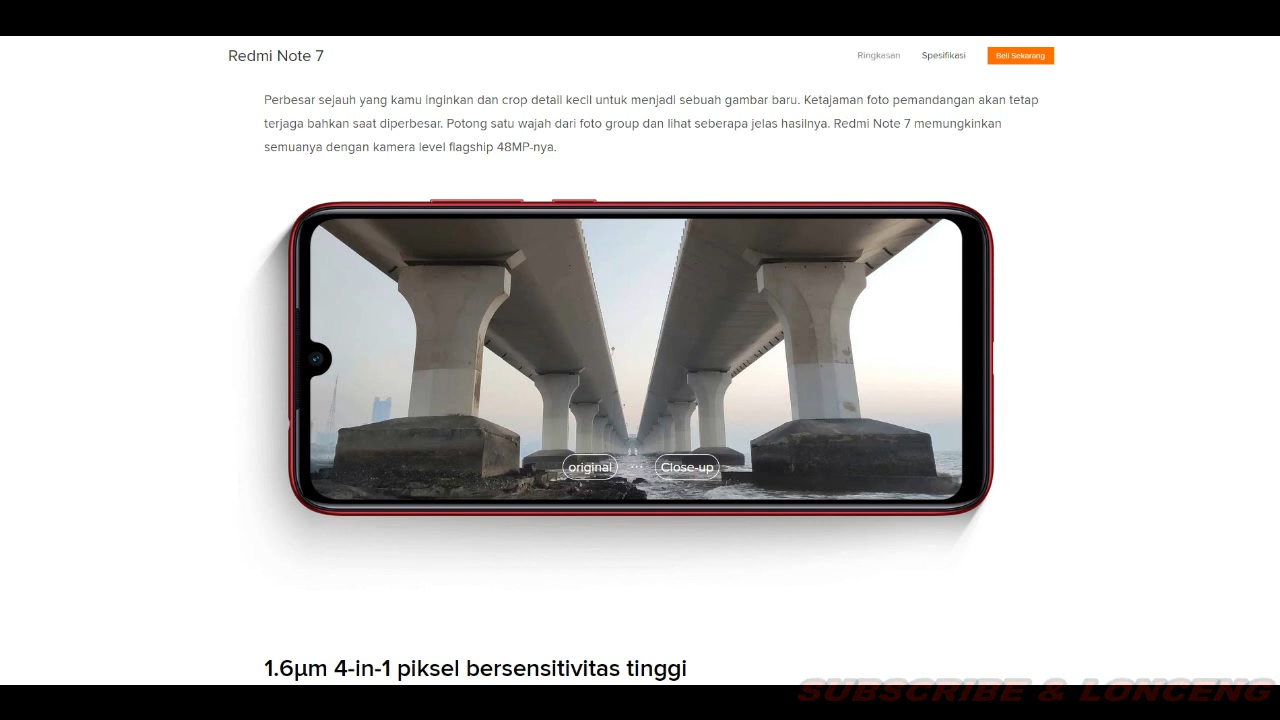 Redmi Note 7
Ringkasan
Spesifikasi
Beli Sekarang
Perbesar sejauh yang kamu inginkan dan crop detail kecil untuk menjadi sebuah gambar baru. Ketajaman foto pemandangan akan tetap
terjaga bahkan saat diperbesar. Potong satu wajah dari foto group dan lihat seberapa jelas hasilnya. Redmi Note 7 memungkinkan
semuanya dengan kamera level flagship 48MP-nya.
original
Close-up
1.6μm 4-in-1 piksel bersensitivitas tinggi
SUBSCRIBE & LONCENG